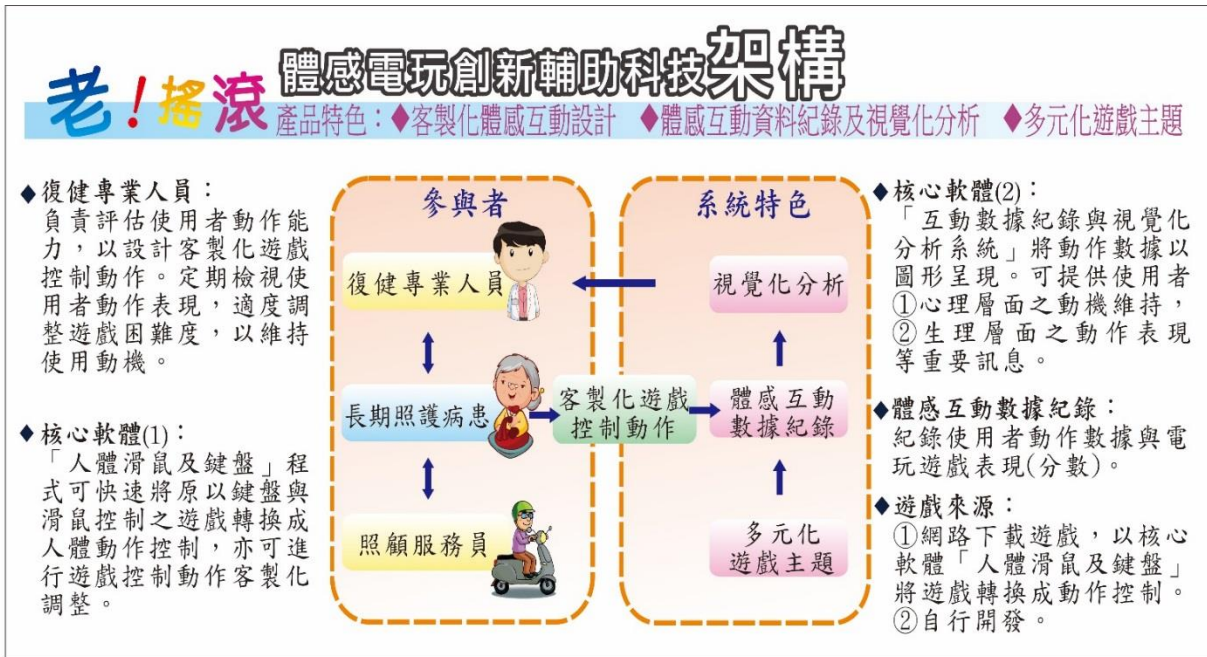 體感電玩創新輔助科技架構
老!搖滾
產品特色：◆客製化體感互動設計 ◆體感互動資料紀錄及視覺化分析 ◆多元化遊戲主題
◆復健專業人員：
負責評估使用者動作能
力，以設計客製化遊戲
控制動作。定期檢視使
用者動作表現，適度調
整遊戲困難度，以維持
使用動機。
◆核心軟體(1)：
「人體滑鼠及鍵盤」程
式可快速將原以鍵盤與
滑鼠控制之遊戲轉換成
人體動作控制，亦可進
行遊戲控制動作客製化
調整。
參與者
復健專業人員
長期照護病患
照顧服務員
客製化遊戲
控制動作
系統特色
視覺化分析
體感互動
數據紀錄
多元化
遊戲主題
◆核心軟體(2)：
「互動數據紀錄與視覺化
分析系統」將動作數據以
圖形呈現。可提供使用者
①心理層面之動機維持，
②生理層面之動作表現
等重要訊息。
◆體感互動數據紀錄：
紀錄使用者動作數據與電
玩遊戲表現(分數)。
◆遊戲來源：
①網路下載遊戲，以核心
軟體「人體滑鼠及鍵盤」
將遊戲轉換成動作控制。
②自行開發。